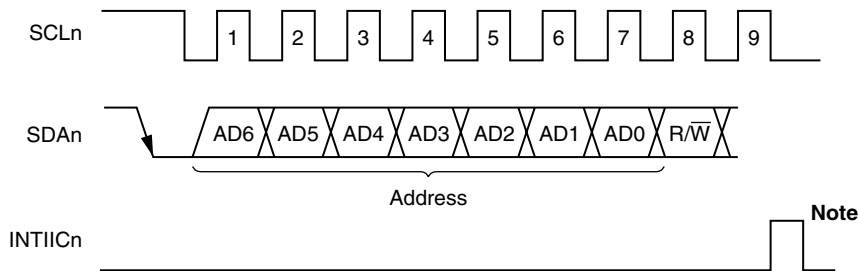 SCLn 1 2 3 4 5 6 7 8 9
SDAn AD6 AD5 AD4 AD3 AD2 AD1 AD0 R/W̅
Address
Note
INTIICn